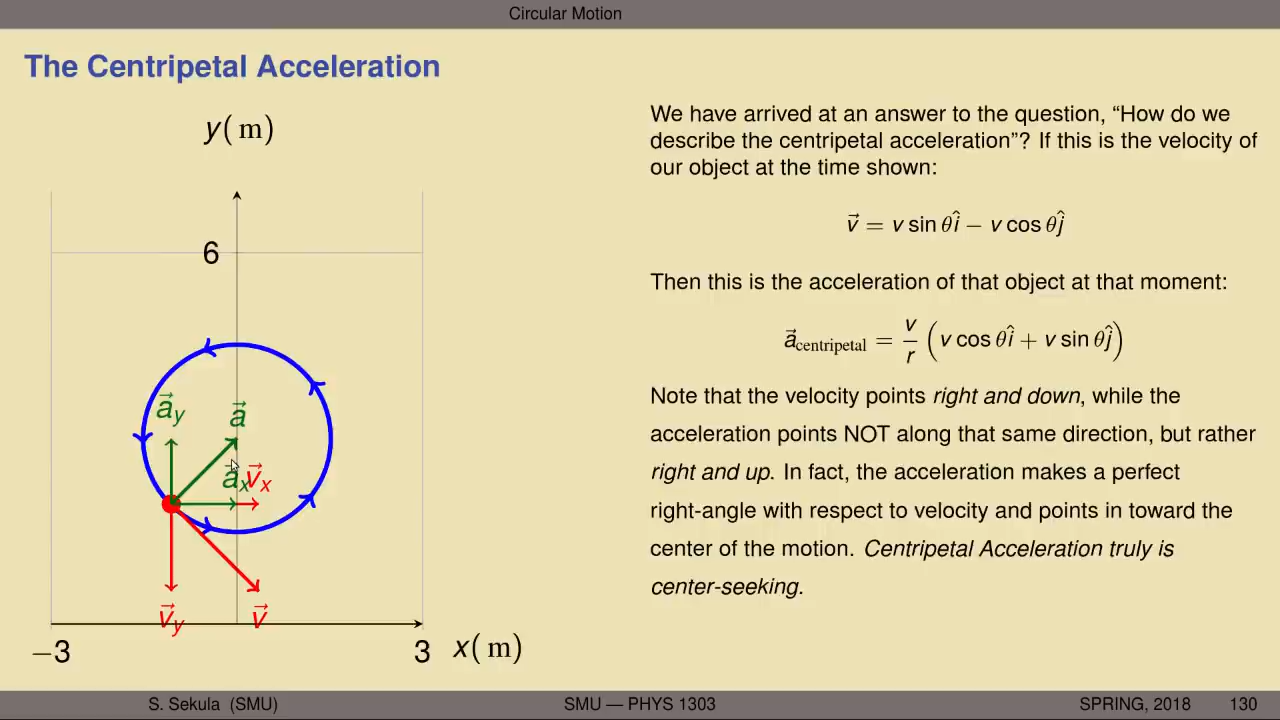 Circular Motion
The Centripetal Acceleration
y( m)
6
a⃗y
a⃗
a⃗x v⃗x
v⃗y
v⃗
−3
3
x( m)
We have arrived at an answer to the question, “How do we
describe the centripetal acceleration”? If this is the velocity of
our object at the time shown:
v⃗ = v sin θî − v cos θĵ
Then this is the acceleration of that object at that moment:
a⃗centripetal = v/r (v cos θî + v sin θĵ)
Note that the velocity points right and down, while the
acceleration points NOT along that same direction, but rather
right and up. In fact, the acceleration makes a perfect
right-angle with respect to velocity and points in toward the
center of the motion. Centripetal Acceleration truly is
center-seeking.
S. Sekula (SMU)
SMU — PHYS 1303
SPRING, 2018 130